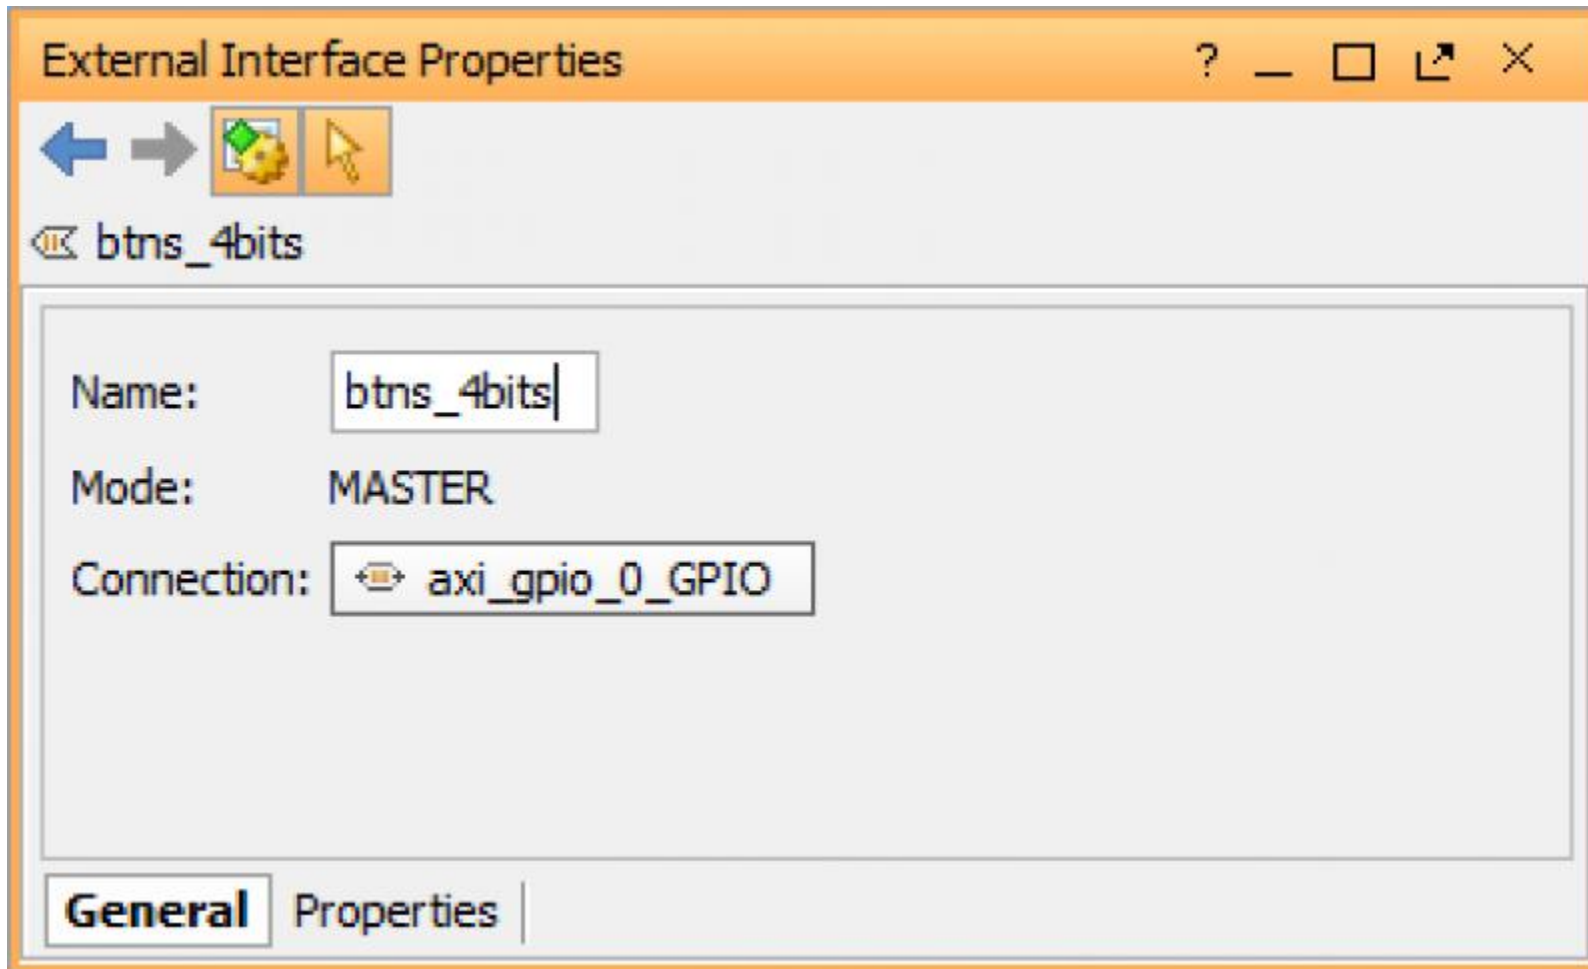 External Interface Properties ?
btns_4bits
Name: btns_4bits
Mode: MASTER
Connection: axi_gpio_0_GPIO
General Properties